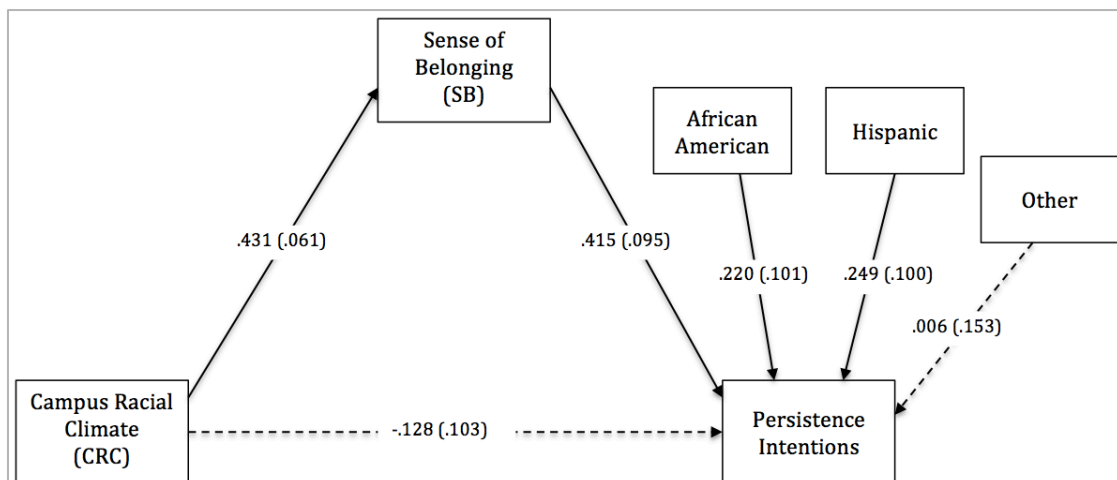 Sense of
Belonging
(SB)
African
American
Hispanic
Other
.431 (.061)
.415 (.095)
.220 (.101)
.249 (.100)
.006 (.153)
Campus Racial
Climate
(CRC)
-.128 (.103)
Persistence
Intentions